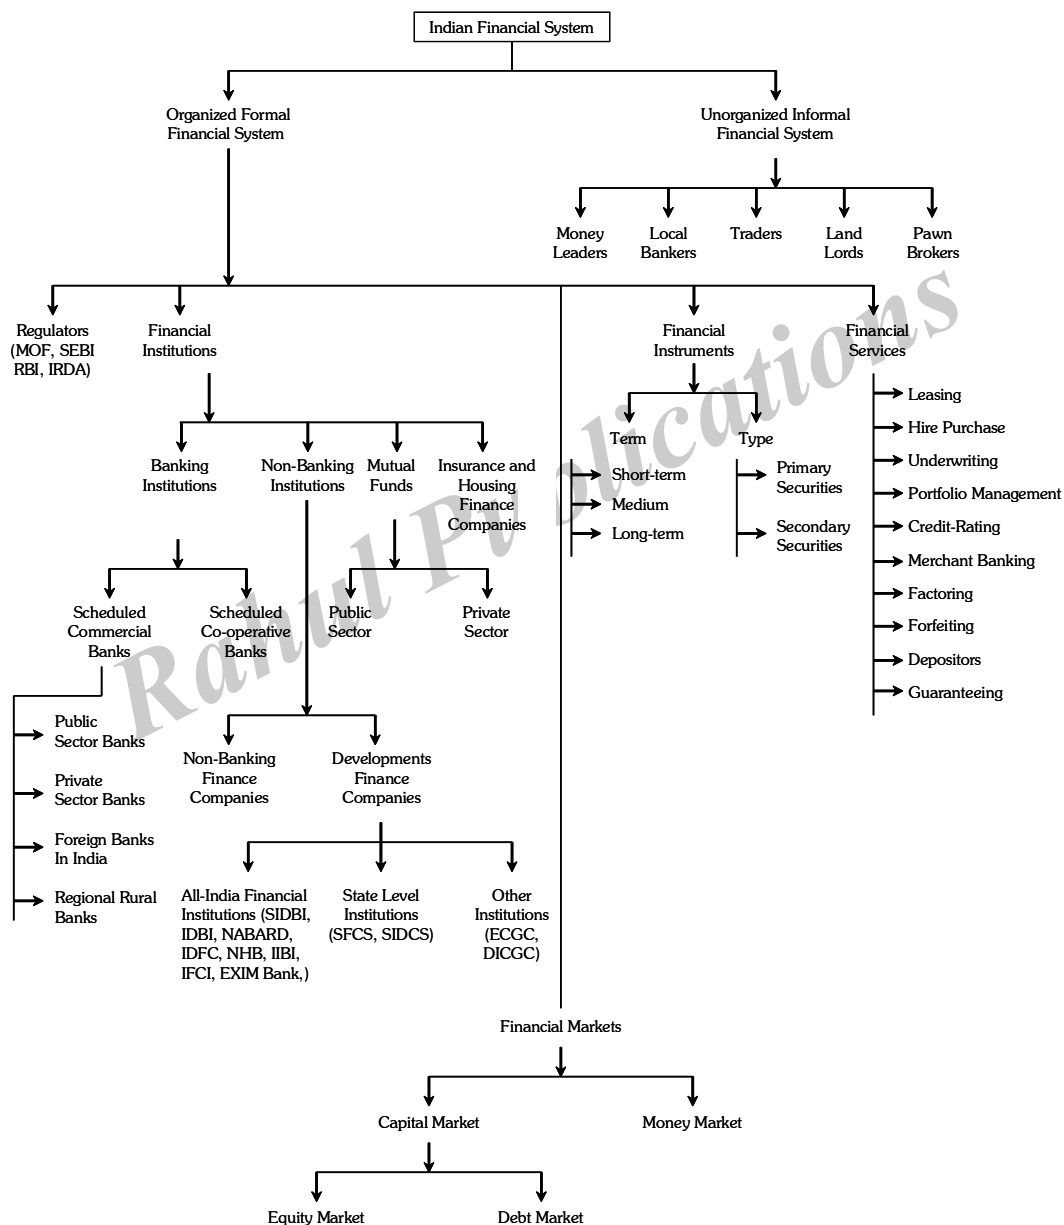 Indian Financial System
Organized Formal
Financial System
Unorganized Informal
Financial System
Money
Leaders
Local
Bankers
Traders
Land
Lords
Pawn
Brokers
Regulators
(MOF, SEBI
RBI, IRDA)
Financial
Institutions
Financial
Instruments
Financial
Services
Banking
Institutions
Non-Banking
Institutions
Mutual
Funds
Insurance and
Housing
Finance
Companies
Term
Short-term
Medium
Long-term
Type
Primary
Securities
Secondary
Securities
Leasing
Hire Purchase
Underwriting
Portfolio Management
Credit-Rating
Merchant Banking
Factoring
Forfeiting
Depositors
Guaranteeing
Scheduled
Commercial
Banks
Scheduled
Co-operative
Banks
Public
Sector
Private
Sector
Public
Sector Banks
Private
Sector Banks
Foreign Banks
In India
Regional Rural
Banks
Non-Banking
Finance
Companies
Developments
Finance
Companies
All-India Financial
Institutions (SIDBI,
IDBI, NABARD,
IDFC, NHB, IIBI,
IFCI, EXIM Bank,)
State Level
Institutions
(SFCS, SIDCS)
Other
Institutions
(ECGC,
DICGC)
Financial Markets
Capital Market
Money Market
Equity Market
Debt Market
Rahul